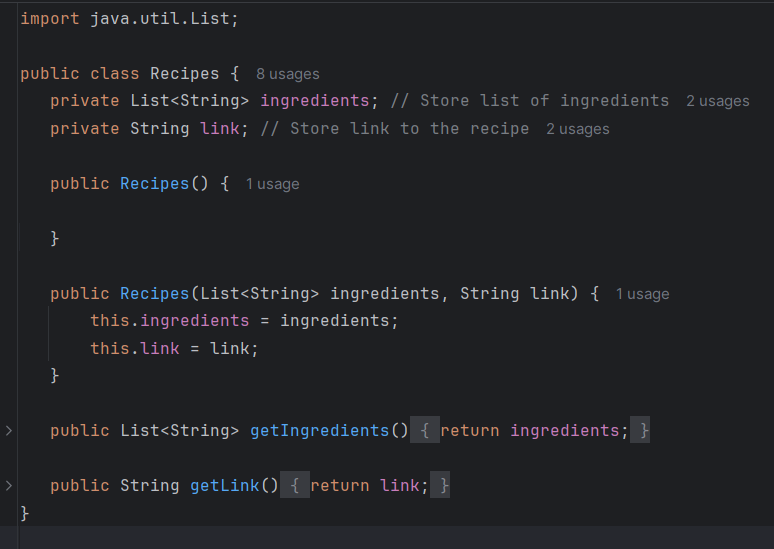 import java.util.List;
public class Recipes { 8 usages
private List<String> ingredients; // Store list of ingredients 2 usages
private String link; // Store link to the recipe 2 usages
public Recipes() { 1 usage
}
public Recipes(List<String> ingredients, String link) { 1 usage
this.ingredients = ingredients;
this.link = link;
}
public List<String> getIngredients() { return ingredients; }
public String getLink() { return link; }
}